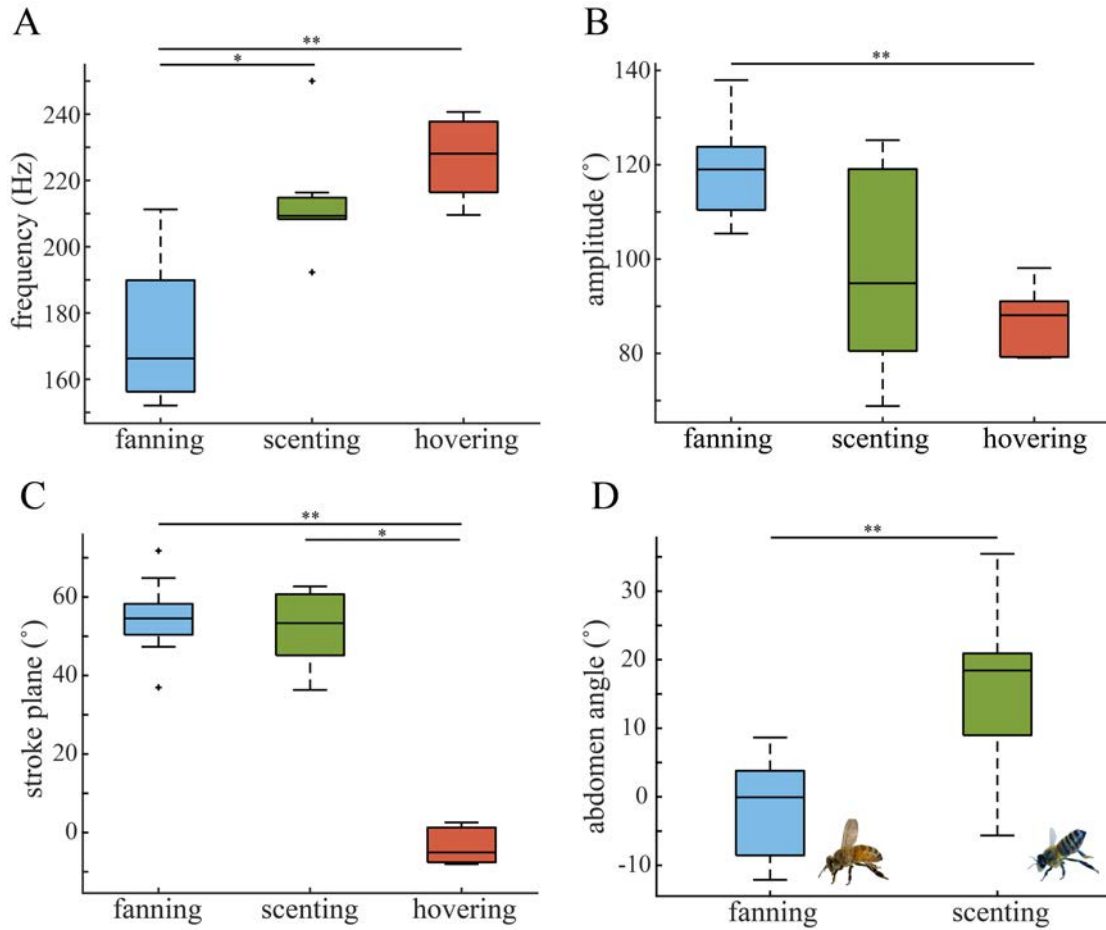 A
**
*
frequency (Hz)
240
220
200
180
160
fanning scenting hovering
B
**
amplitude (°)
140
120
100
80
fanning scenting hovering
C
**
*
stroke plane (°)
60
40
20
0
fanning scenting hovering
D
**
abdomen angle (°)
30
20
10
0
-10
fanning scenting